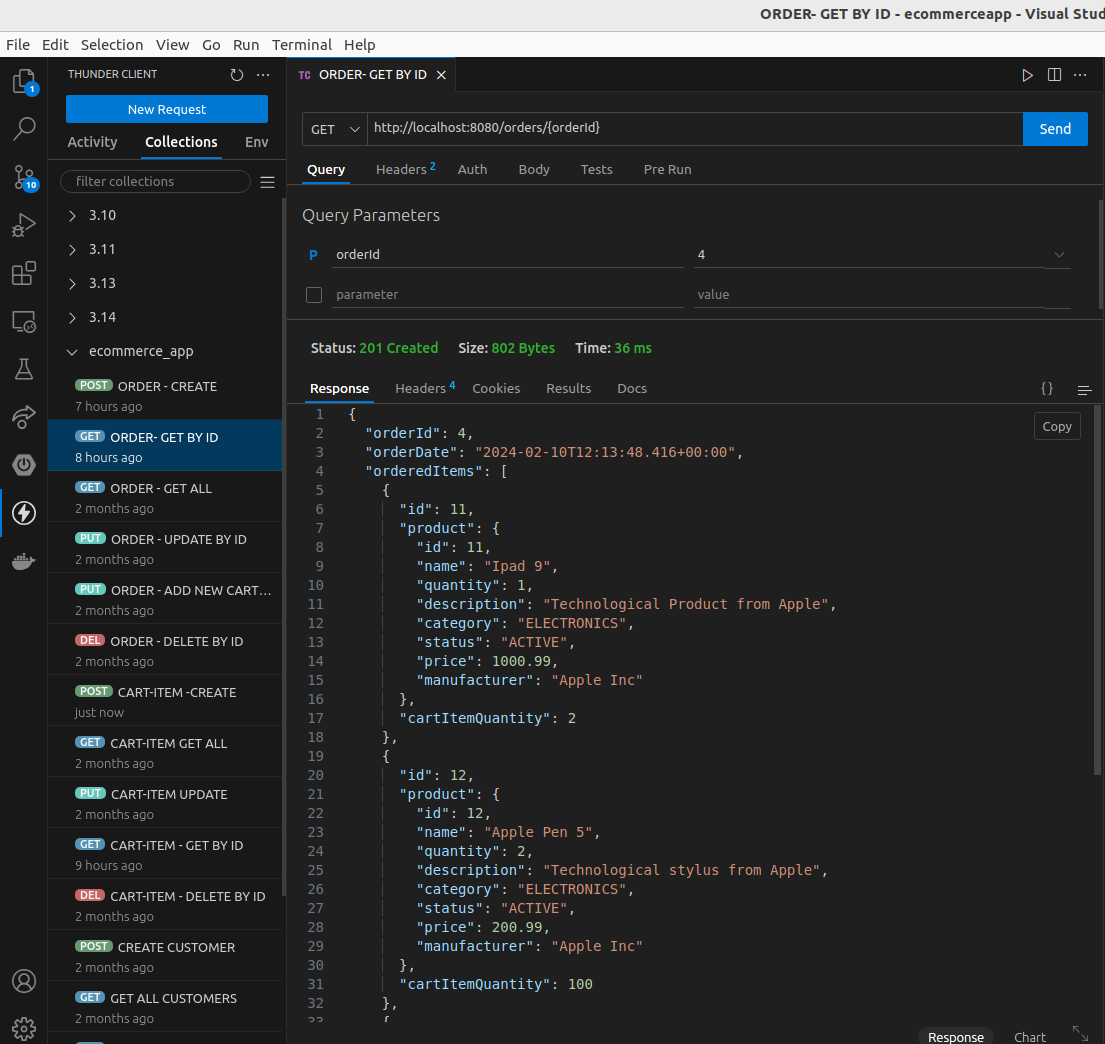 ORDER- GET BY ID - ecommerceapp - Visual Stud
File Edit Selection View Go Run Terminal Help
1
10
THUNDER CLIENT
New Request
Activity Collections Env
filter collections
3.10
3.11
3.13
3.14
ecommerce_app
POST ORDER - CREATE
7 hours ago
GET ORDER- GET BY ID
8 hours ago
GET ORDER - GET ALL
2 months ago
PUT ORDER - UPDATE BY ID
2 months ago
PUT ORDER - ADD NEW CART...
2 months ago
DEL ORDER - DELETE BY ID
2 months ago
POST CART-ITEM -CREATE
just now
GET CART-ITEM GET ALL
2 months ago
PUT CART-ITEM UPDATE
2 months ago
GET CART-ITEM - GET BY ID
9 hours ago
DEL CART-ITEM - DELETE BY ID
2 months ago
POST CREATE CUSTOMER
2 months ago
GET GET ALL CUSTOMERS
2 months ago
TC ORDER- GET BY ID
GET http://localhost:8080/orders/{orderId} Send
Query Headers 2 Auth Body Tests Pre Run
Query Parameters
P orderId 4
parameter value
Status: 201 Created Size: 802 Bytes Time: 36 ms
Response Headers 4 Cookies Results Docs {}
Copy
1 {
2 "orderId": 4,
3 "orderDate": "2024-02-10T12:13:48.416+00:00",
4 "orderedItems": [
5 {
6 "id": 11,
7 "product": {
8 "id": 11,
9 "name": "Ipad 9",
10 "quantity": 1,
11 "description": "Technological Product from Apple",
12 "category": "ELECTRONICS",
13 "status": "ACTIVE",
14 "price": 1000.99,
15 "manufacturer": "Apple Inc"
16 },
17 "cartItemQuantity": 2
18 },
19 {
20 "id": 12,
21 "product": {
22 "id": 12,
23 "name": "Apple Pen 5",
24 "quantity": 2,
25 "description": "Technological stylus from Apple",
26 "category": "ELECTRONICS",
27 "status": "ACTIVE",
28 "price": 200.99,
29 "manufacturer": "Apple Inc"
30 },
31 "cartItemQuantity": 100
32 },
33 {
Response Chart